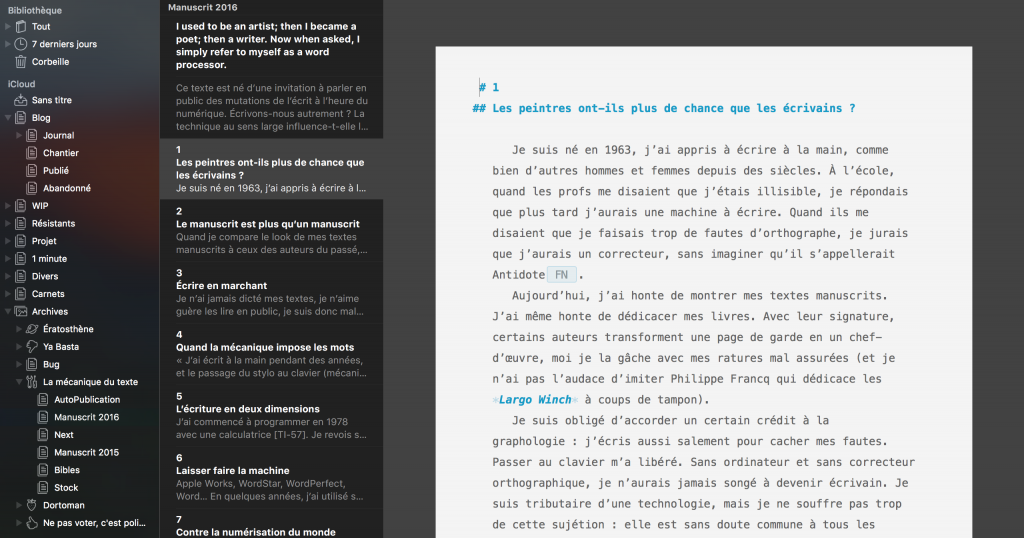 Bibliothèque
Tout
7 derniers jours
Corbeille
iCloud
Sans titre
Blog
Journal
Chantier
Publié
Abandonné
WIP
Résistants
Projet
1 minute
Divers
Carnets
Archives
Ératosthène
Ya Basta
Bug
La mécanique du texte
AutoPublication
Manuscrit 2016
Next
Manuscrit 2015
Bibles
Stock
Dortoman
Ne pas voter, c'est poli...
Manuscrit 2016
I used to be an artist; then I became a
poet; then a writer. Now when asked, I
simply refer to myself as a word
processor.
Ce texte est né d’une invitation à parler en
public des mutations de l’écrit à l’heure du
numérique. Écrivons-nous autrement ? La
technique au sens large influence-t-elle l...
1
Les peintres ont-ils plus de chance que
les écrivains ?
Je suis né en 1963, j’ai appris à écrire à l...
2
Le manuscrit est plus qu’un manuscrit
Quand je compare le look de mes textes
manuscrits à ceux des auteurs du passé,...
3
Écrire en marchant
Je n’ai jamais dicté mes textes, je n’aime
guère les lire en public, je suis donc mal...
4
Quand la mécanique impose les mots
« J’ai écrit à la main pendant des années,
et le passage du stylo au clavier (mécani...
5
L’écriture en deux dimensions
J’ai commencé à programmer en 1978
avec une calculatrice [TI-57]. Je revois s...
6
Laisser faire la machine
Apple Works, WordStar, WordPerfect,
Word... En quelques années, j’ai utilisé s...
7
Contre la numérisation du monde
# 1
## Les peintres ont-ils plus de chance que les écrivains ?
Je suis né en 1963, j’ai appris à écrire à la main, comme
bien d’autres hommes et femmes depuis des siècles. À l’école,
quand les profs me disaient que j’étais illisible, je répondais
que plus tard j’aurais une machine à écrire. Quand ils me
disaient que je faisais trop de fautes d’orthographe, je jurais
que j’aurais un correcteur, sans imaginer qu’il s’appellerait
Antidote FN .
Aujourd’hui, j’ai honte de montrer mes textes manuscrits.
J’ai même honte de dédicacer mes livres. Avec leur signature,
certains auteurs transforment une page de garde en un chef-
d’œuvre, moi je la gâche avec mes ratures mal assurées (et je
n’ai pas l’audace d’imiter Philippe Francq qui dédicace les
*Largo Winch* à coups de tampon).
Je suis obligé d’accorder un certain crédit à la
graphologie : j’écris aussi salement pour cacher mes fautes.
Passer au clavier m’a libéré. Sans ordinateur et sans correcteur
orthographique, je n’aurais jamais songé à devenir écrivain. Je
suis tributaire d’une technologie, mais je ne souffre pas trop
de cette sujétion : elle est sans doute commune à tous les